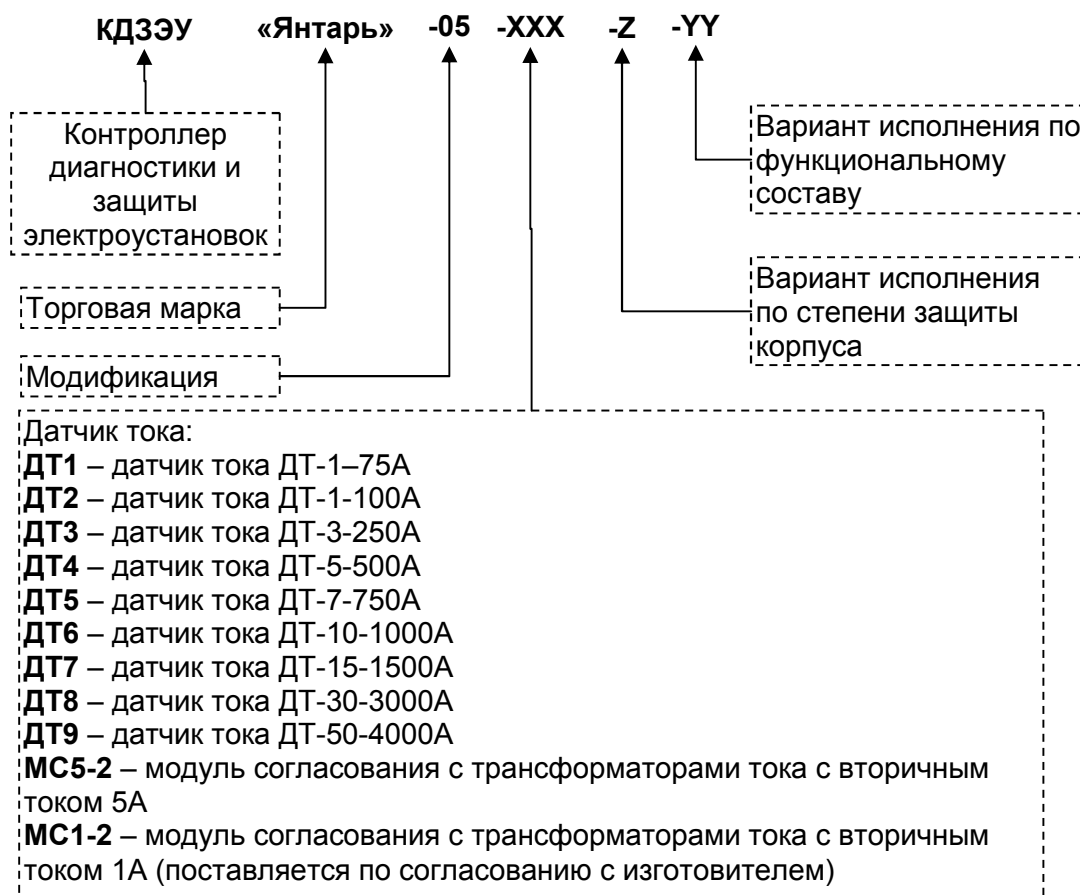 КДЗЭУ «Янтарь» -05 -XXX -Z -YY
Контроллер
диагностики и
защиты
электроустановок
Торговая марка
Модификация
Вариант исполнения по
функциональному
составу
Вариант исполнения
по степени защиты
корпуса
Датчик тока:
ДТ1 – датчик тока ДТ-1–75А
ДТ2 – датчик тока ДТ-1-100А
ДТ3 – датчик тока ДТ-3-250А
ДТ4 – датчик тока ДТ-5-500А
ДТ5 – датчик тока ДТ-7-750А
ДТ6 – датчик тока ДТ-10-1000А
ДТ7 – датчик тока ДТ-15-1500А
ДТ8 – датчик тока ДТ-30-3000А
ДТ9 – датчик тока ДТ-50-4000А
МС5-2 – модуль согласования с трансформаторами тока с вторичным
током 5А
МС1-2 – модуль согласования с трансформаторами тока с вторичным
током 1А (поставляется по согласованию с изготовителем)